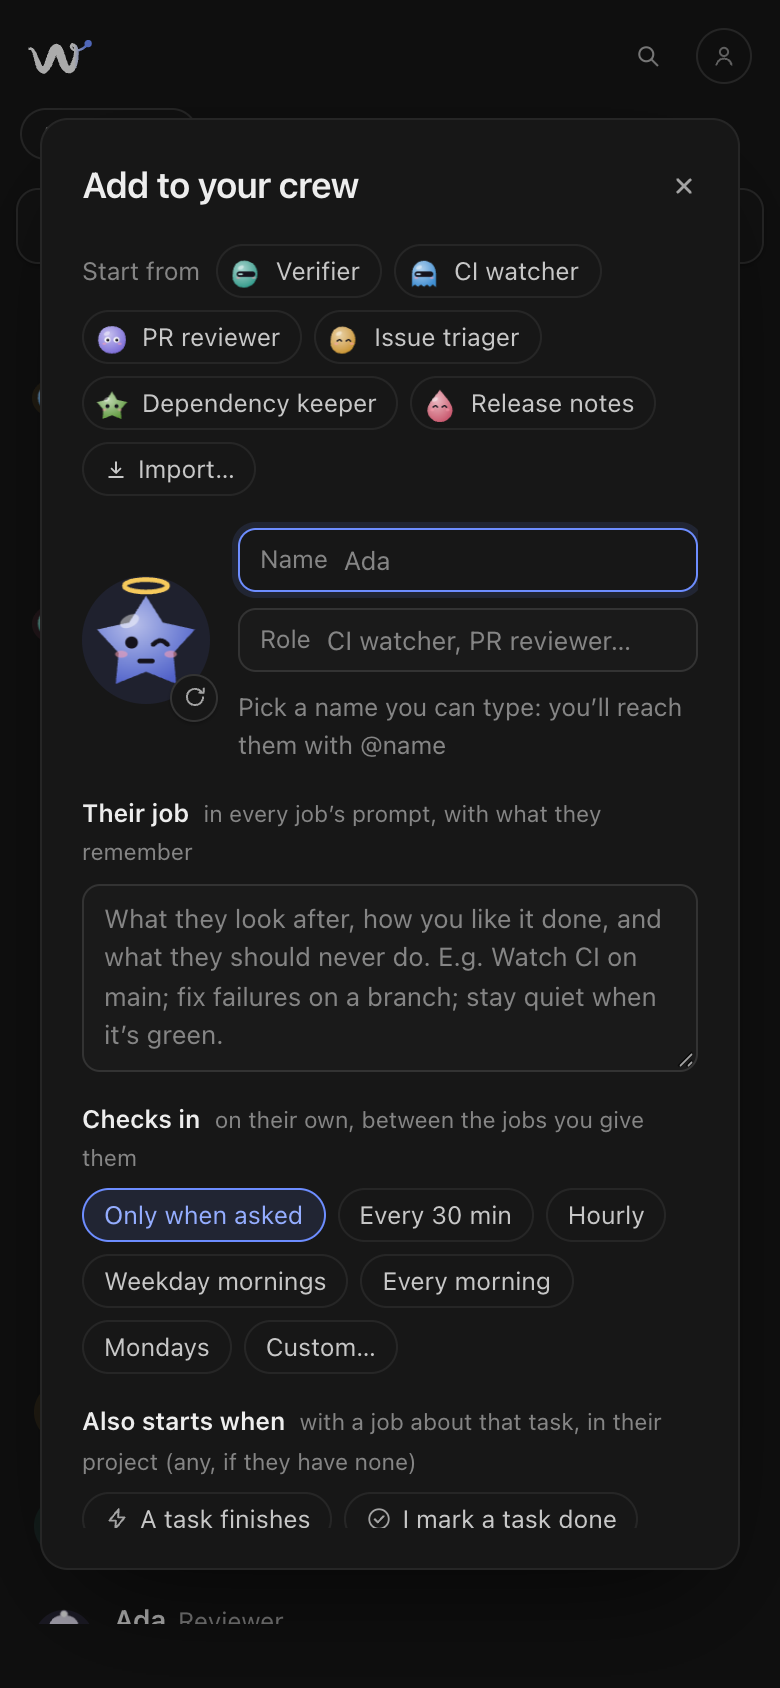 Add to your crew
Start from Verifier CI watcher
PR reviewer Issue triager
Dependency keeper Release notes
Import...
Name Ada
Role CI watcher, PR reviewer...
Pick a name you can type: you’ll reach
them with @name
Their job in every job’s prompt, with what they
remember
What they look after, how you like it done, and
what they should never do. E.g. Watch CI on
main; fix failures on a branch; stay quiet when
it’s green.
Checks in on their own, between the jobs you give
them
Only when asked Every 30 min Hourly
Weekday mornings Every morning
Mondays Custom...
Also starts when with a job about that task, in their
project (any, if they have none)
A task finishes I mark a task done
Ada Reviewer